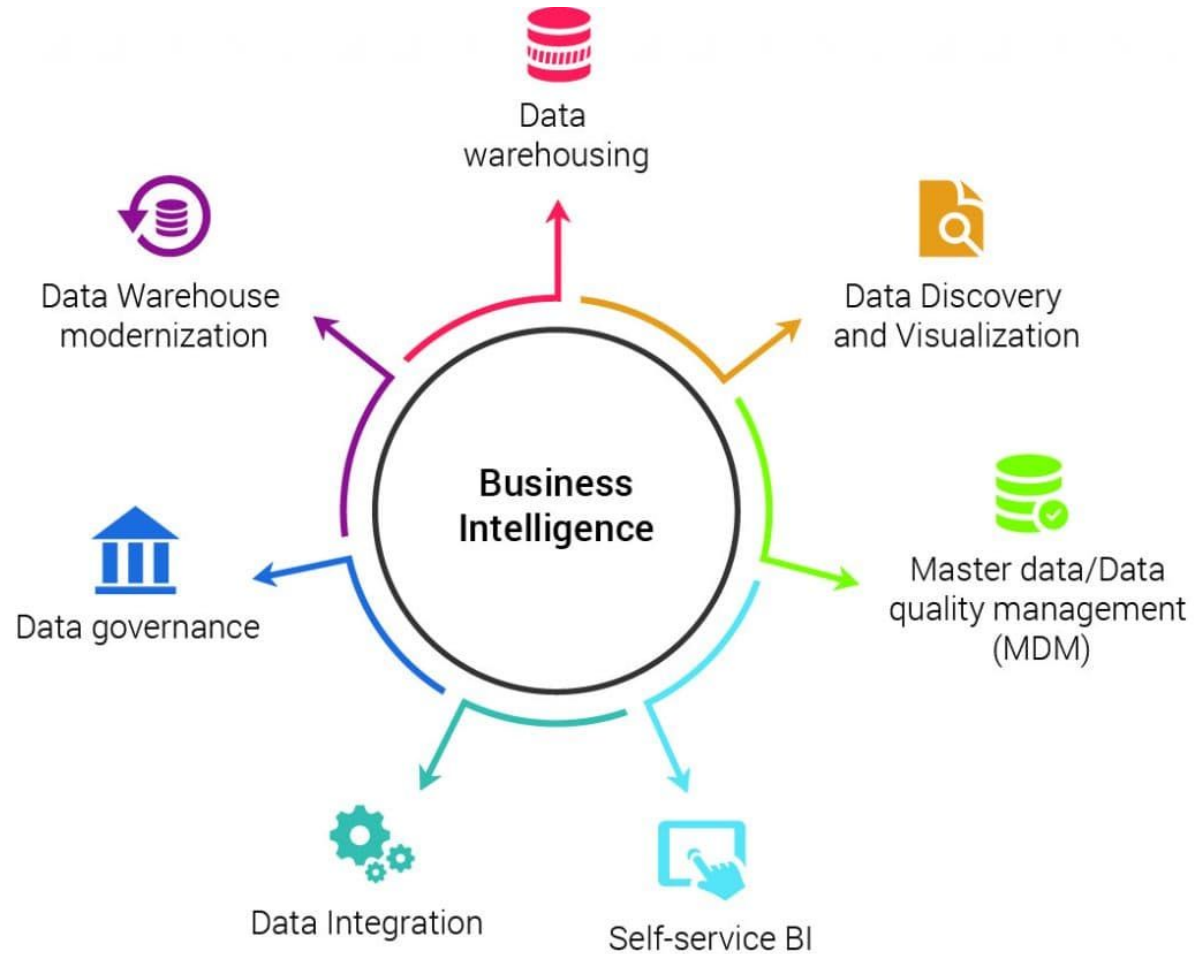 Data
warehousing
Data Warehouse
modernization
Data Discovery
and Visualization
Business
Intelligence
Master data/Data
quality management
(MDM)
Data governance
Data Integration
Self-service BI